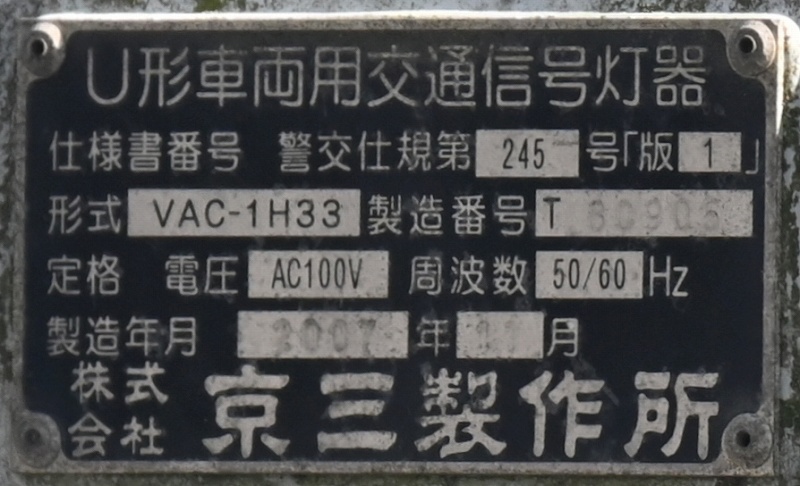 U形車両用交通信号灯器
仕様書番号 警交仕規第 245 号「版 1 」
形式 VAC-1H33 製造番号 T
定格 電圧 AC100V 周波数 50/60 Hz
製造年月 2007 年 月
株式会社 京三製作所